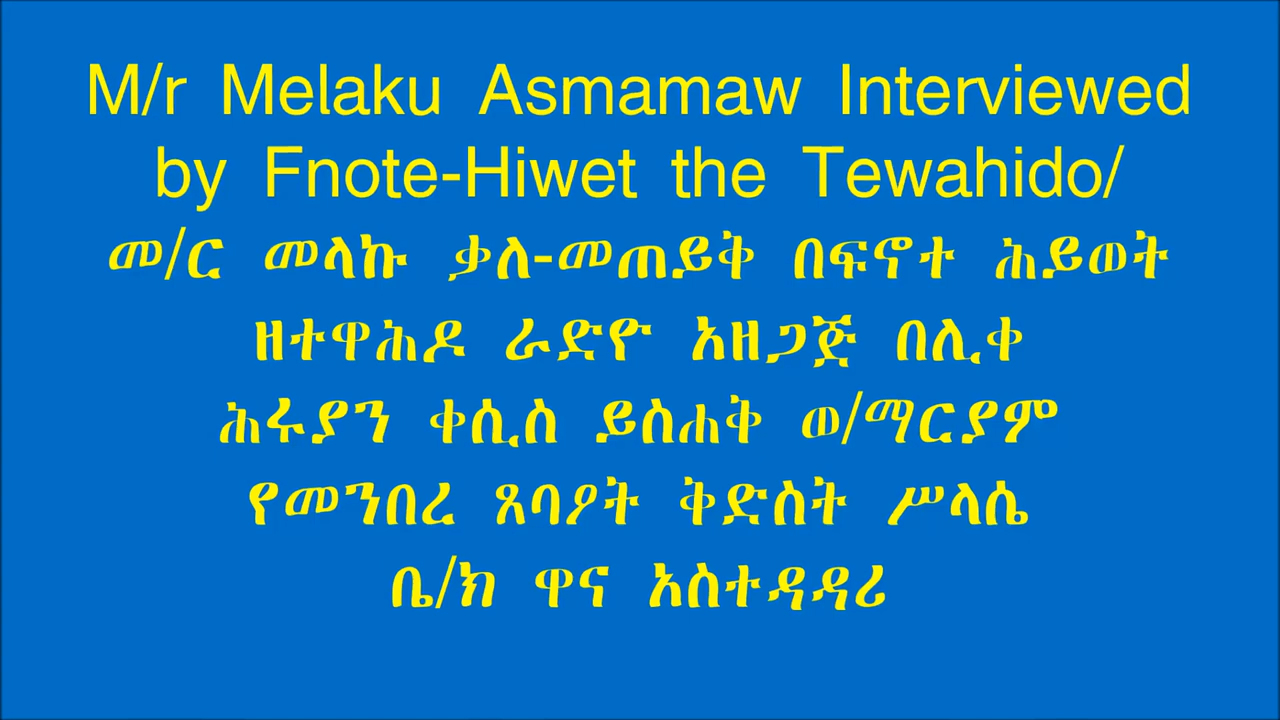 M/r Melaku Asmamaw Interviewed
by Fnote-Hiwet the Tewahido/
መ/ር መላኩ ቃለ-መጠይቅ በፍኖተ ሕይወት
ዘተዋሕዶ ራድዮ አዘጋጅ በሊቀ
ሕሩያን ቀሲስ ይስሐቅ ወ/ማርያም
የመንበረ ጸባዖት ቅድስት ሥላሴ
ቤ/ክ ዋና አስተዳዳሪ